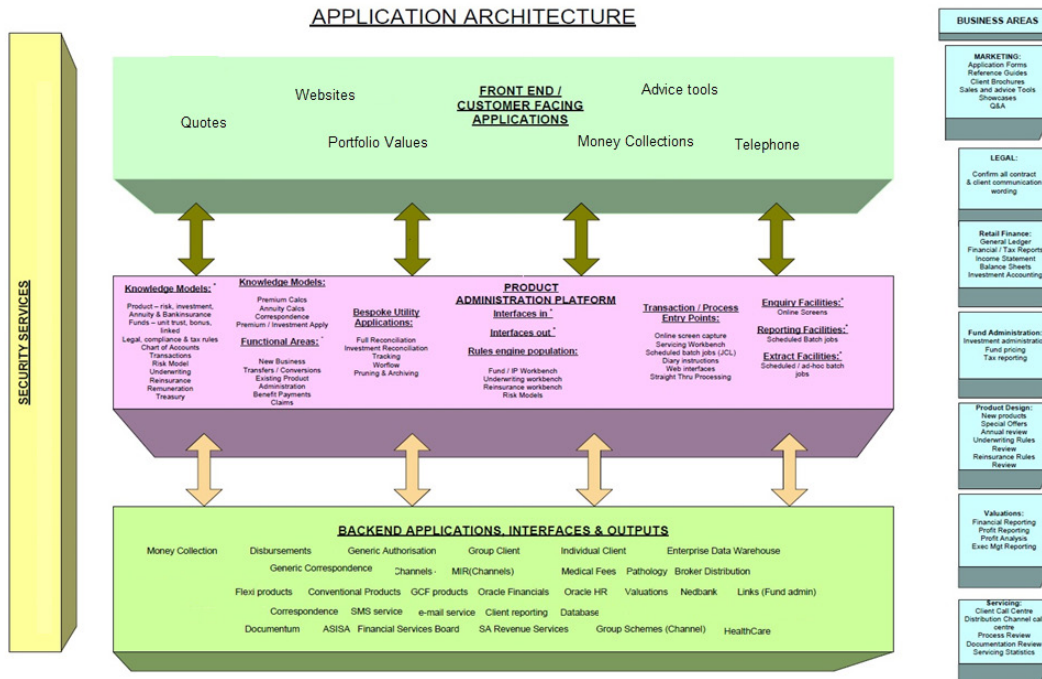 APPLICATION ARCHITECTURE
SECURITY SERVICES
FRONT END /
CUSTOMER FACING
APPLICATIONS
Websites
Advice tools
Quotes
Portfolio Values
Money Collections
Telephone
Knowledge Models: *
Product – risk, investment,
Annuity & Bankinsurance
Funds – unit trust, bonus,
linked
Legal, compliance & tax rules
Chart of Accounts
Transactions
Risk Model
Underwriting
Reinsurance
Remuneration
Treasury
Knowledge Models:
Premium Calcs
Annuity Calcs
Correspondence
Premium / Investment Apply
Functional Areas: *
New Business
Transfers / Conversions
Existing Product
Administration
Benefit Payments
Claims
Bespoke Utility
Applications: *
Full Reconciliation
Investment Reconciliation
Tracking
Worflow
Pruning & Archiving
PRODUCT
ADMINISTRATION PLATFORM
Interfaces in *
Interfaces out *
Rules engine population:
Fund / IP Workbench
Underwriting workbench
Reinsurance workbench
Risk Models
Transaction / Process
Entry Points:
Online screen capture
Servicing Workbench
Scheduled batch jobs (JCL)
Diary instructions
Web interfaces
Straight Thru Processing
Enquiry Facilities: *
Online Screens
Reporting Facilities: *
Scheduled Batch jobs
Extract Facilities: *
Scheduled / ad-hoc batch
jobs
BACKEND APPLICATIONS, INTERFACES & OUTPUTS
Money Collection Disbursements Generic Authorisation Group Client Individual Client Enterprise Data Warehouse
Generic Correspondence Channels MIR(Channels) Medical Fees Pathology Broker Distribution
Flexi products Conventional Products GCF products Oracle Financials Oracle HR Valuations Nedbank Links (Fund admin)
Correspondence SMS service e-mail service Client reporting Database
Documentum ASISA Financial Services Board SA Revenue Services Group Schemes (Channel) HealthCare
BUSINESS AREAS
MARKETING:
Application Forms
Reference Guides
Client Brochures
Sales and advice Tools
Showcases
Q&A
LEGAL:
Confirm all contract
& client communication
wording
Retail Finance:
General Ledger
Financial / Tax Reports
Income Statement
Balance Sheets
Investment Accounting
Fund Administration:
Investment administration
Fund pricing
Tax reporting
Product Design:
New products
Special Offers
Annual review
Underwriting Rules
Review
Reinsurance Rules
Review
Valuations:
Financial Reporting
Profit Reporting
Profit Analysis
Exec Mgt Reporting
Servicing:
Client Call Centre
Distribution Channel call
centre
Process Review
Documentation Review
Servicing Statistics